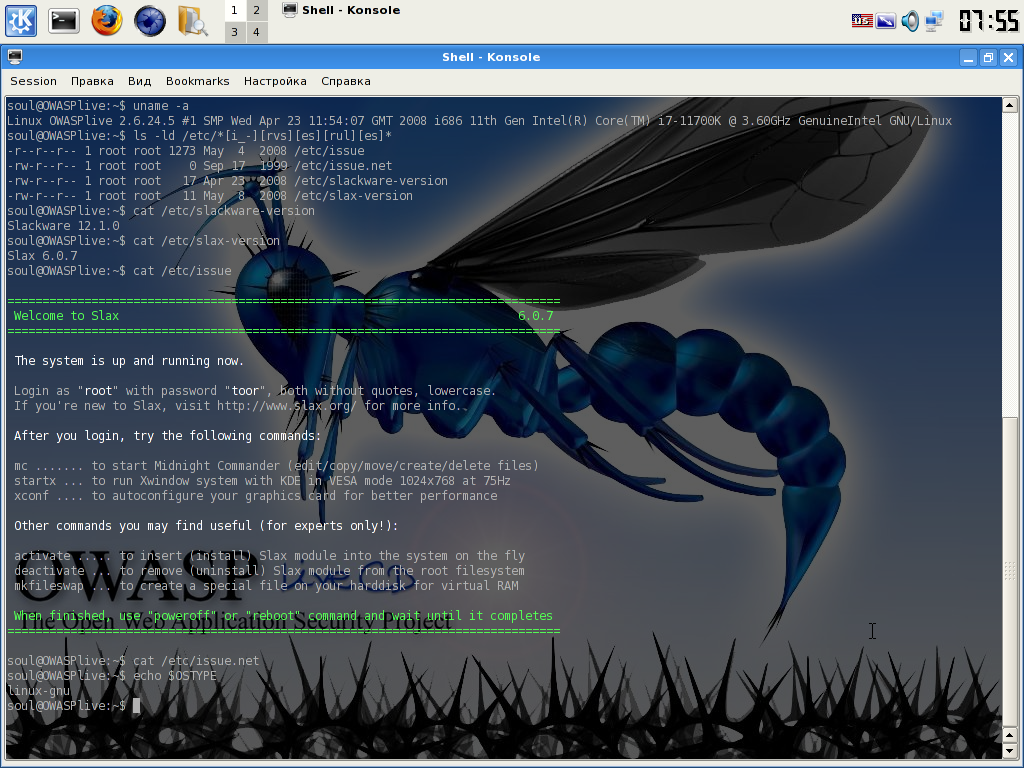 1 2
3 4
Shell - Konsole
07:55
Shell - Konsole
Session Правка Вид Bookmarks Настройка Справка
soul@OWASPlive:~$ uname -a
Linux OWASPlive 2.6.24.5 #1 SMP Wed Apr 23 11:54:07 GMT 2008 i686 11th Gen Intel(R) Core(TM) i7-11700K @ 3.60GHz GenuineIntel GNU/Linux
soul@OWASPlive:~$ ls -ld /etc/*[i_-][rvs][es][rul][es]*
-r--r--r-- 1 root root 1273 May  4  2008 /etc/issue
-rw-r--r-- 1 root root    0 Sep 17  1999 /etc/issue.net
-rw-r--r-- 1 root root   17 Apr 23  2008 /etc/slackware-version
-rw-r--r-- 1 root root   11 May  8  2008 /etc/slax-version
soul@OWASPlive:~$ cat /etc/slackware-version
Slackware 12.1.0
soul@OWASPlive:~$ cat /etc/slax-version
Slax 6.0.7
soul@OWASPlive:~$ cat /etc/issue
===============================================================================
Welcome to Slax 6.0.7
===============================================================================
The system is up and running now.
Login as "root" with password "toor", both without quotes, lowercase.
If you're new to Slax, visit http://www.slax.org/ for more info.
After you login, try the following commands:
mc ....... to start Midnight Commander (edit/copy/move/create/delete files)
startx ... to run Xwindow system with KDE in VESA mode 1024x768 at 75Hz
xconf .... to autoconfigure your graphics card for better performance
Other commands you may find useful (for experts only!):
activate ..... to insert (install) Slax module into the system on the fly
deactivate ... to remove (uninstall) Slax module from the root filesystem
mkfileswap ... to create a special file on your harddisk for virtual RAM
OWASP Live CD
When finished, use "poweroff" or "reboot" command and wait until it completes
The Open Web Application Security Project
===============================================================================
soul@OWASPlive:~$ cat /etc/issue.net
soul@OWASPlive:~$ echo $OSTYPE
linux-gnu
soul@OWASPlive:~$